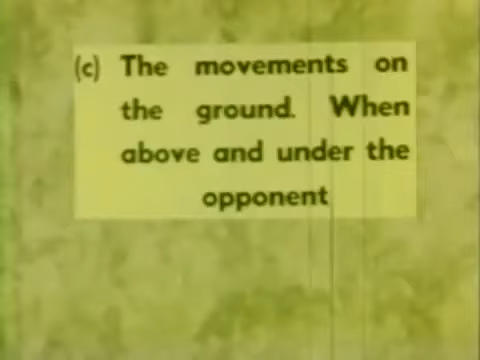 (c) The movements on
the ground. When
above and under the
opponent